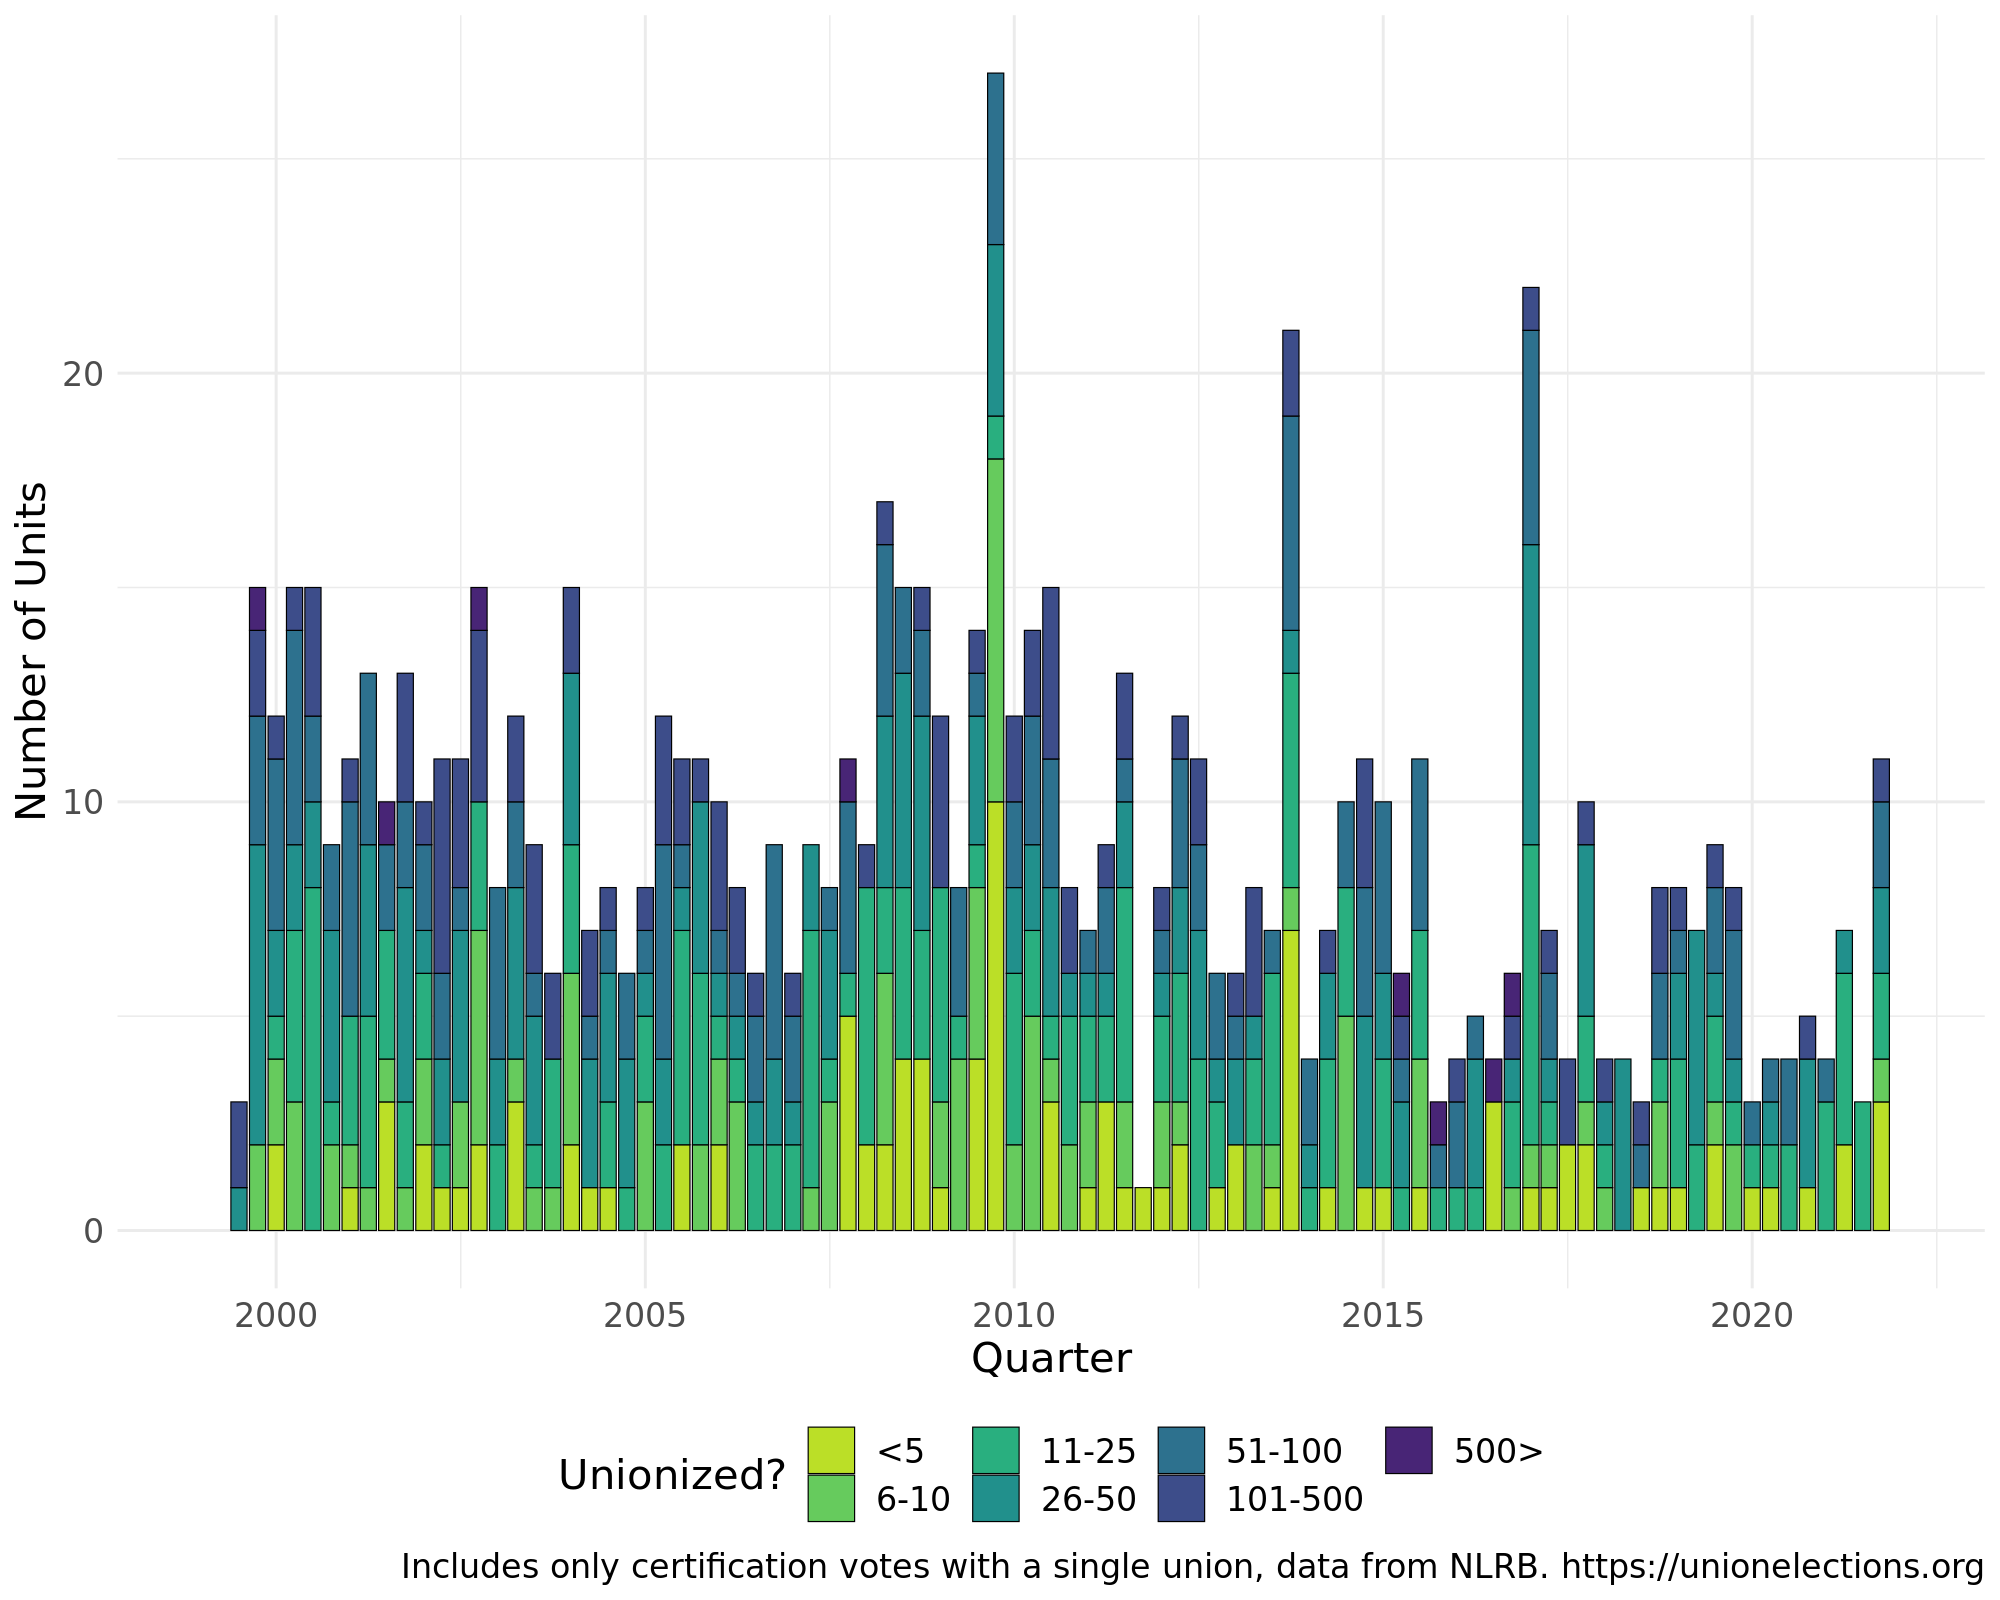 Number of Units
20
10
0
2000 2005 2010 2015 2020
Quarter
Unionized?
<5 11-25 51-100 500>
6-10 26-50 101-500
Includes only certification votes with a single union, data from NLRB. https://unionelections.org